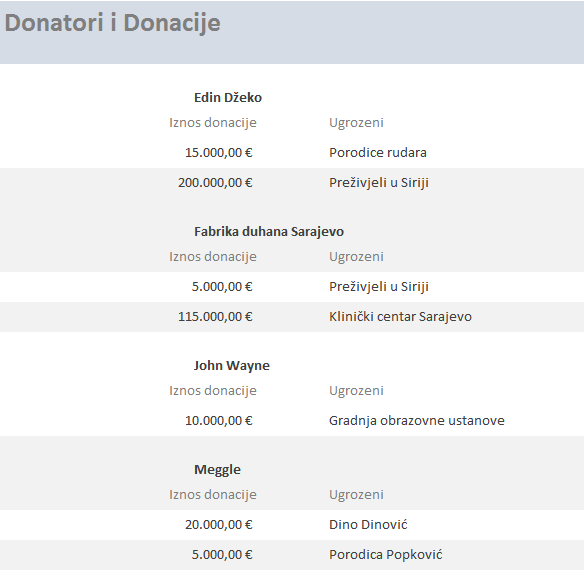 Donatori i Donacije
Edin Džeko
Iznos donacije Ugrozeni
15.000,00 € Porodice rudara
200.000,00 € Preživjeli u Siriji
Fabrika duhana Sarajevo
Iznos donacije Ugrozeni
5.000,00 € Preživjeli u Siriji
115.000,00 € Klinički centar Sarajevo
John Wayne
Iznos donacije Ugrozeni
10.000,00 € Gradnja obrazovne ustanove
Meggle
Iznos donacije Ugrozeni
20.000,00 € Dino Dinović
5.000,00 € Porodica Popković